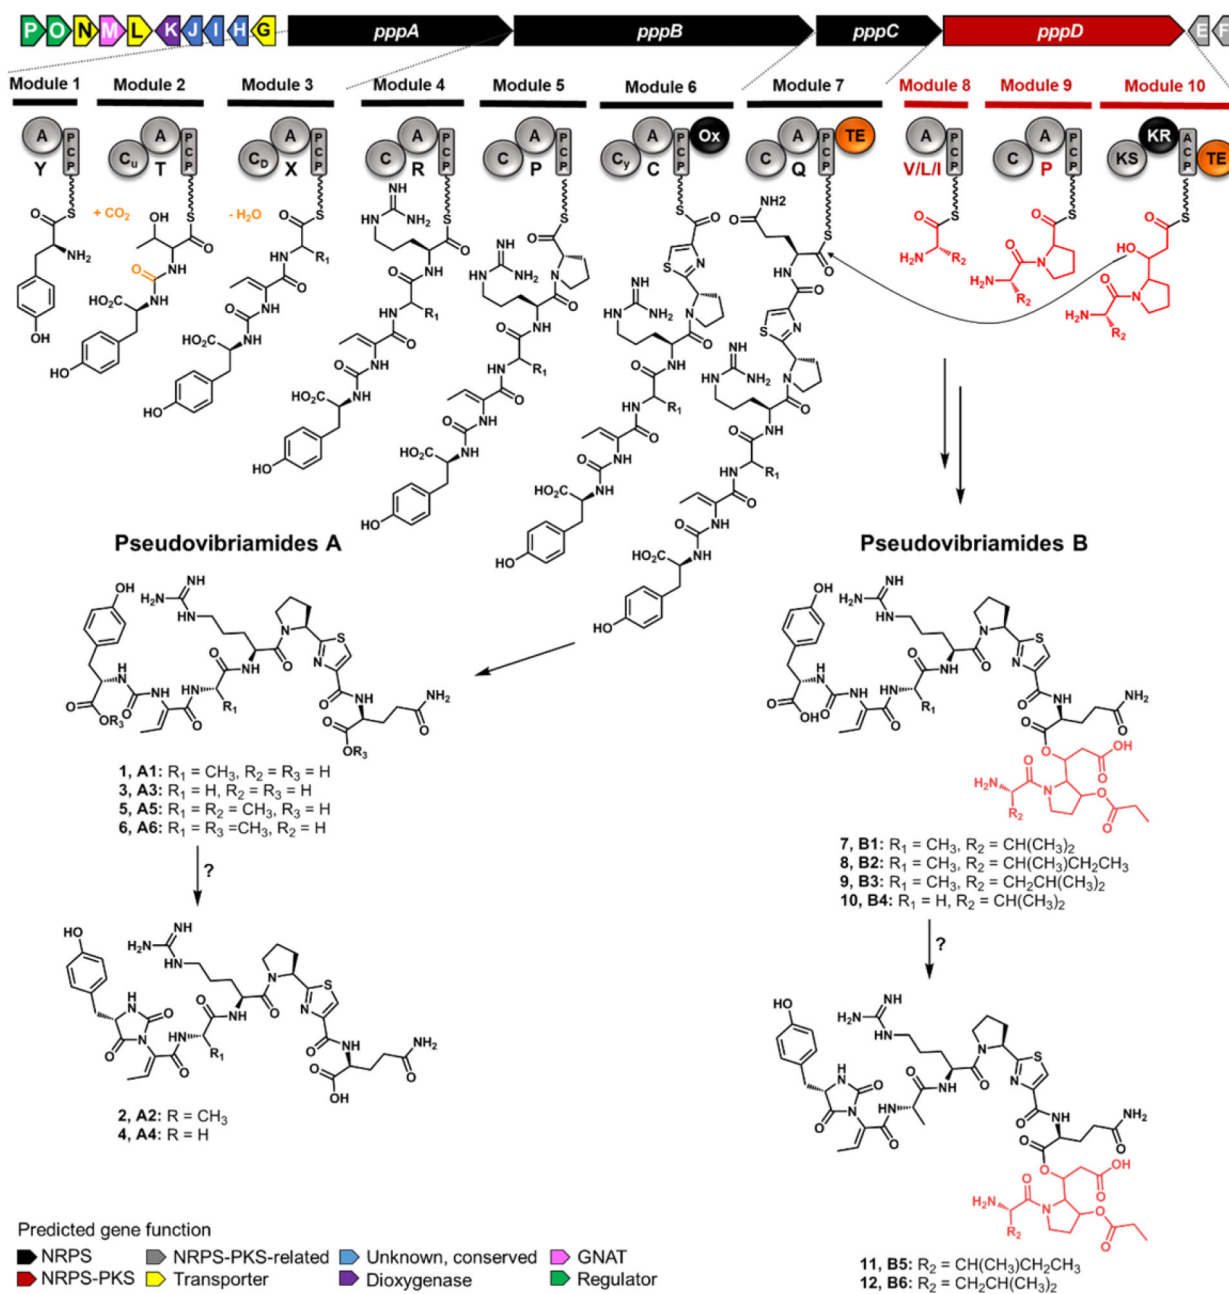 P O N M L K J I H G pppA pppB pppC pppD E F
Module 1 Module 2 Module 3 Module 4 Module 5 Module 6 Module 7 Module 8 Module 9 Module 10
A PCP Y
Cu A PCP T
CD A PCP X
C A PCP R
C A PCP P
Cy A PCP Ox C
C A PCP TE Q
A PCP V/L/I
C A PCP P
KS KR ACP TE
+ CO2
- H2O
Pseudovibriamides A
1, A1: R1 = CH3, R2 = R3 = H
3, A3: R1 = H, R2 = R3 = H
5, A5: R1 = R2 = CH3, R3 = H
6, A6: R1 = R3 =CH3, R2 = H
?
2, A2: R = CH3
4, A4: R = H
Pseudovibriamides B
7, B1: R1 = CH3, R2 = CH(CH3)2
8, B2: R1 = CH3, R2 = CH(CH3)CH2CH3
9, B3: R1 = CH3, R2 = CH2CH(CH3)2
10, B4: R1 = H, R2 = CH(CH3)2
?
11, B5: R2 = CH(CH3)CH2CH3
12, B6: R2 = CH2CH(CH3)2
Predicted gene function
NRPS NRPS-PKS-related Unknown, conserved GNAT
NRPS-PKS Transporter Dioxygenase Regulator